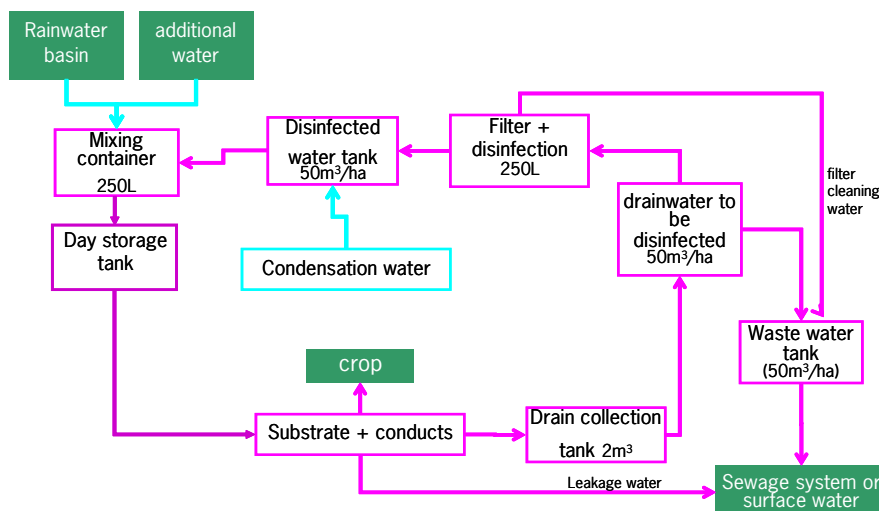 Rainwater
basin
additional
water
Mixing
container
250L
Disinfected
water tank
50m³/ha
Filter +
disinfection
250L
filter
cleaning
water
drainwater to
be
disinfected
50m³/ha
Day storage
tank
Condensation water
Waste water
tank
(50m³/ha)
crop
Substrate + conducts
Drain collection
tank 2m³
Leakage water
Sewage system or
surface water